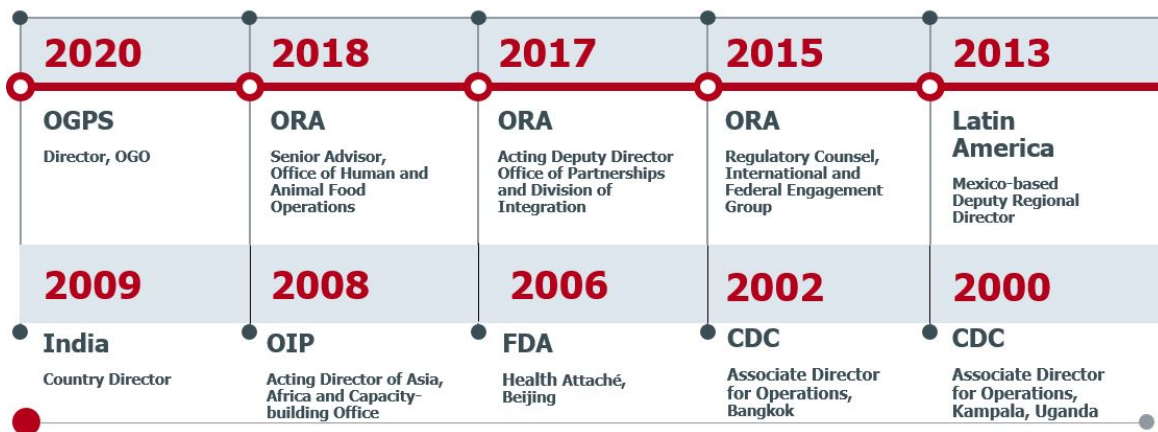 2020
OGPS
Director, OGO
2018
ORA
Senior Advisor,
Office of Human and
Animal Food
Operations
2017
ORA
Acting Deputy Director
Office of Partnerships
and Division of
Integration
2015
ORA
Regulatory Counsel,
International and
Federal Engagement
Group
2013
Latin
America
Mexico-based
Deputy Regional
Director
2009
India
Country Director
2008
OIP
Acting Director of Asia,
Africa and Capacity-
building Office
2006
FDA
Health Attaché,
Beijing
2002
CDC
Associate Director
for Operations,
Bangkok
2000
CDC
Associate Director
for Operations,
Kampala, Uganda